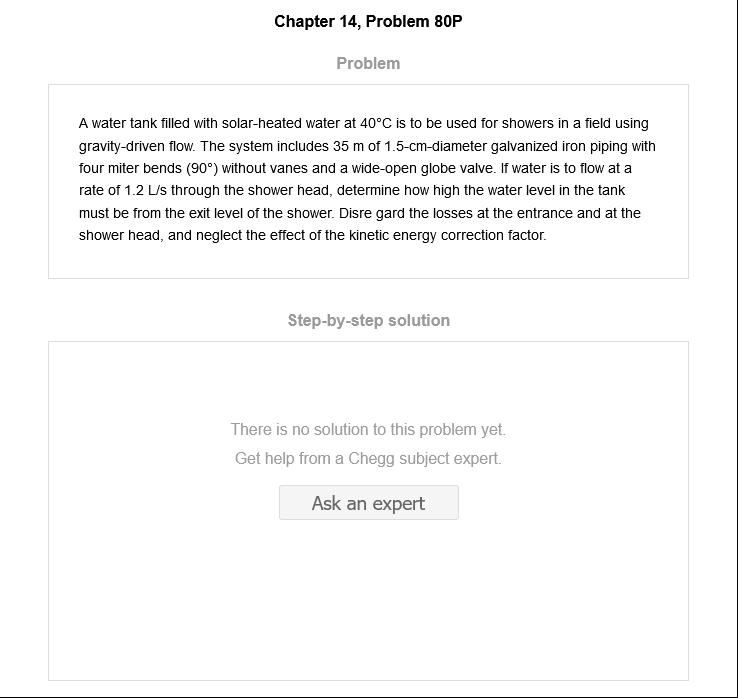 Chapter 14, Problem 80P
Problem
A water tank filled with solar-heated water at 40°C is to be used for showers in a field using
gravity-driven flow. The system includes 35 m of 1.5-cm-diameter galvanized iron piping with
four miter bends (90°) without vanes and a wide-open globe valve. If water is to flow at a
rate of 1.2 L/s through the shower head, determine how high the water level in the tank
must be from the exit level of the shower. Disre gard the losses at the entrance and at the
shower head, and neglect the effect of the kinetic energy correction factor.
Step-by-step solution
There is no solution to this problem yet.
Get help from a Chegg subject expert.
Ask an expert